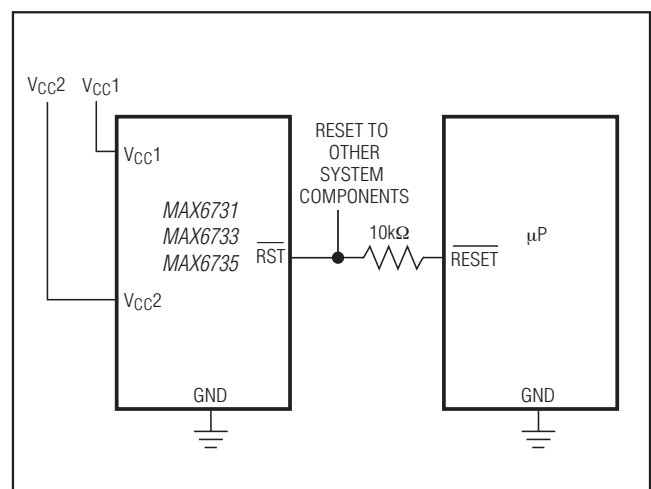 VCC2 VCC1
RESET TO
OTHER
SYSTEM
COMPONENTS
VCC1
MAX6731
MAX6733
MAX6735
RST
10kΩ
RESET
μP
VCC2
GND
GND